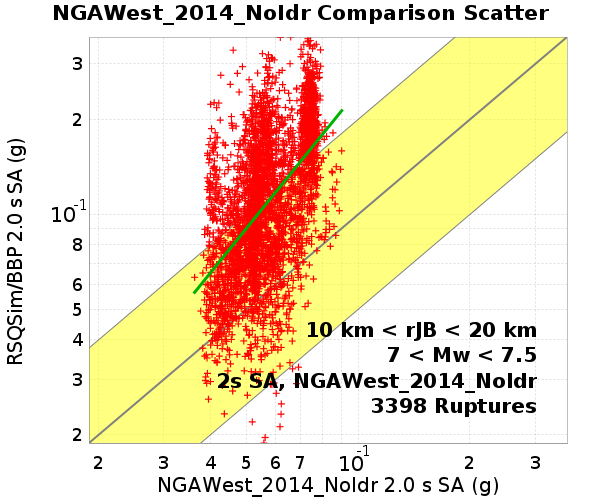 NGAWest_2014_NoIdr Comparison Scatter
3
2
10-1
8
6
5
4
3
2
RSQSim/BBP 2.0 s SA (g)
10 km < rJB < 20 km
7 < Mw < 7.5
2s SA, NGAWest_2014_NoIdr
3398 Ruptures
2 3 4 5 6 7 10-1 2 3
NGAWest_2014_NoIdr 2.0 s SA (g)